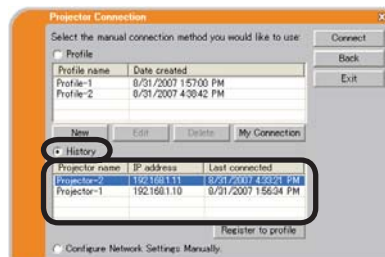 Projector Connection X
Select the manual connection method you would like to use: Connect
Profile Back
Profile name Date created Exit
Profile-1 8/31/2007 1:57:00 PM
Profile-2 8/31/2007 4:38:42 PM
New Edit Delete My Connection
History
Projector name IP address Last connected
Projector-2 192.168.1.11 8/31/2007 4:33:21 PM
Projector-1 192.168.1.10 8/31/2007 1:56:34 PM
Register to profile
Configure Network Settings Manually.